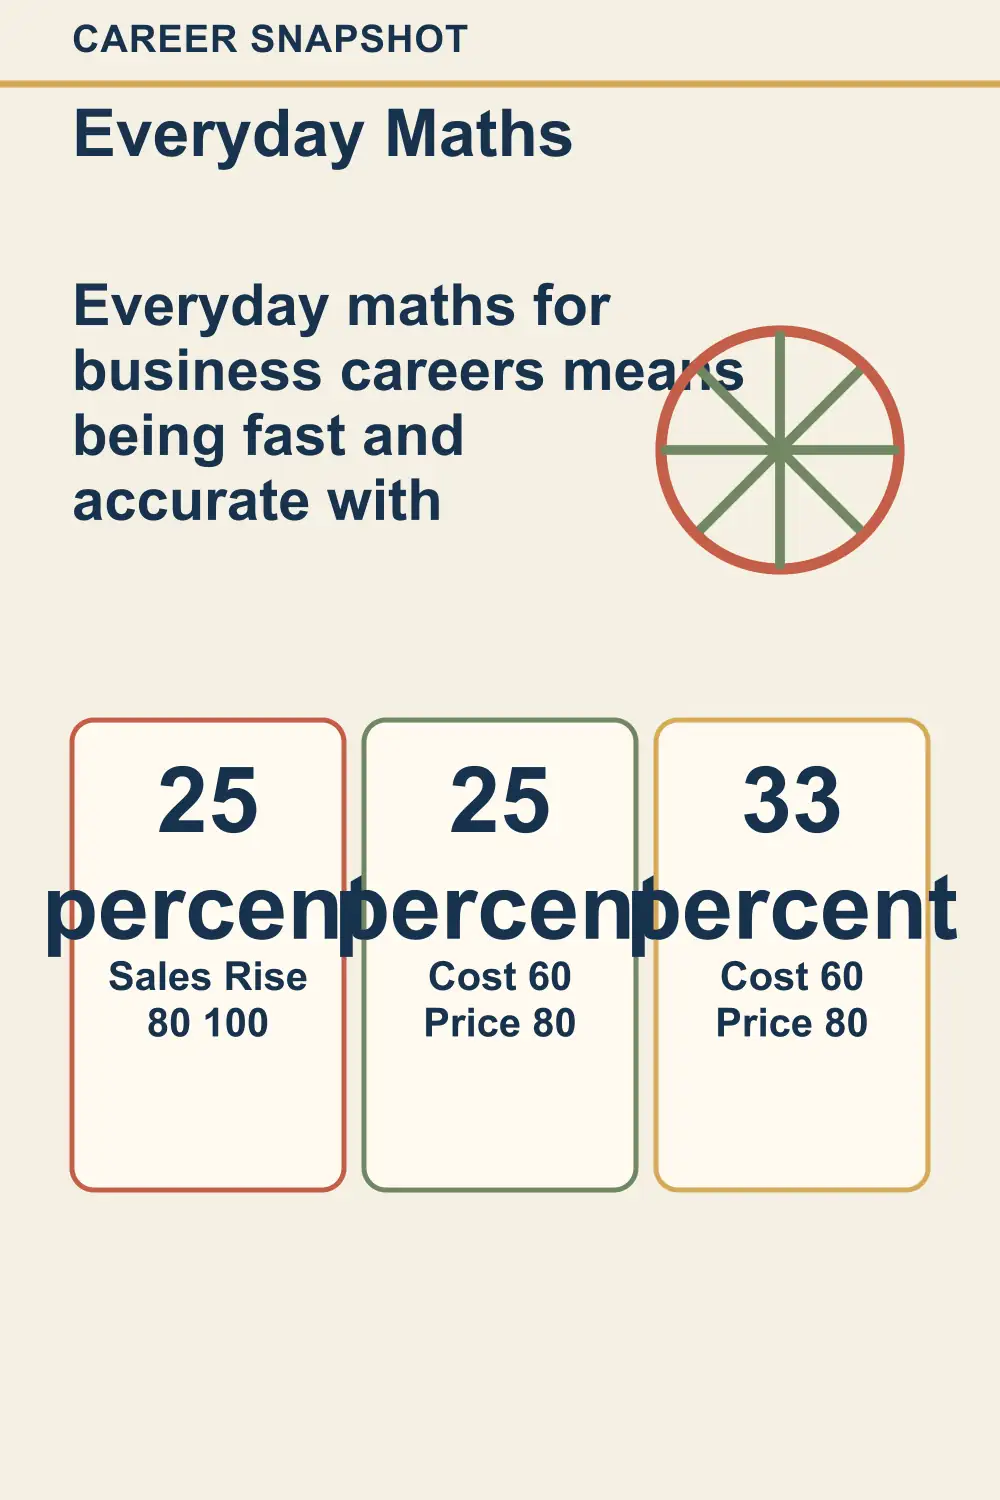 CAREER SNAPSHOT
Everyday Maths
Everyday maths for
business careers means
being fast and
accurate with
25
percent
Sales Rise
80 100
25
percent
Cost 60
Price 80
33
percent
Cost 60
Price 80